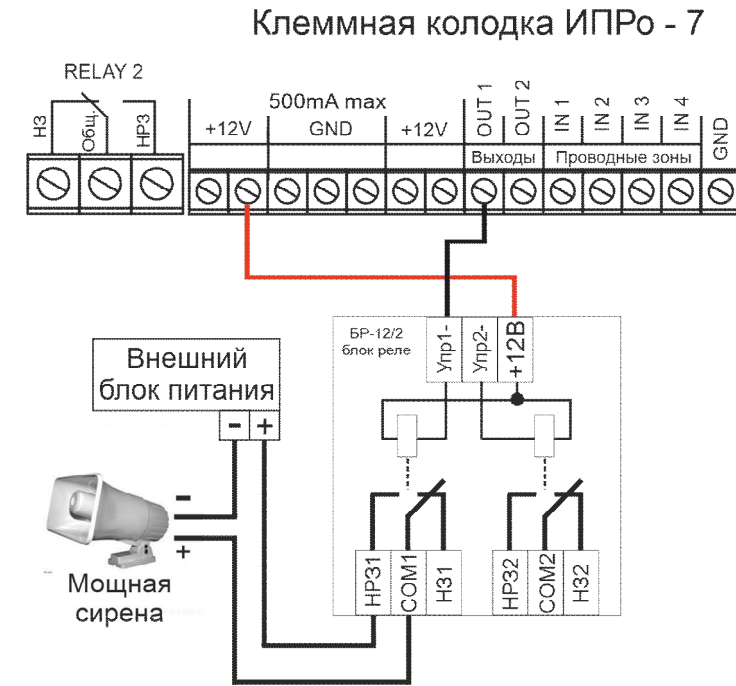 Клеммная колодка ИПРо - 7
RELAY 2
НЗ
Общ.
НРЗ
500mA max
+12V
GND
+12V
OUT 1
OUT 2
IN 1
IN 2
IN 3
IN 4
GND
Выходы
Проводные зоны
БР-12/2
блок реле
Упр1-
Упр2-
+12В
Внешний
блок питания
- +
-
+
Мощная
сирена
НРЗ1
COM1
НЗ1
НРЗ2
COM2
НЗ2